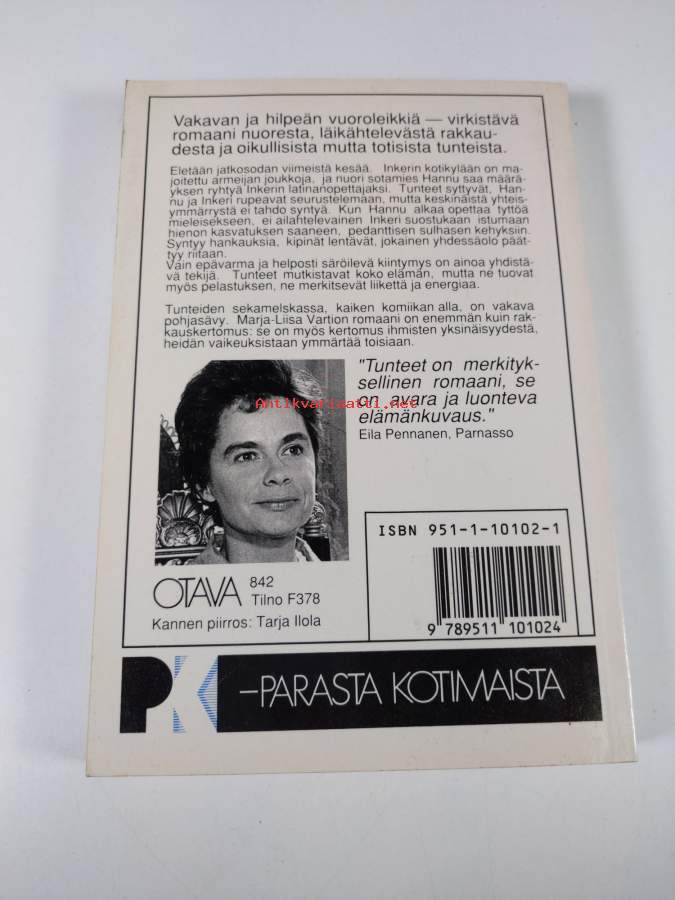 Vakavan ja hilpeän vuoroleikkiä — virkistävä
romaani nuoresta, läikähtelevästä rakkau-
desta ja oikullisista mutta totisista tunteista.
Eletään jatkosodan viimeistä kesää. Inkerin kotikylään on ma-
joitettu armeijan joukkoja, ja nuori sotamies Hannu saa määrä-
yksen ryhtyä Inkerin latinanopettajaksi. Tunteet syttyvät, Han-
nu ja Inkeri rupeavat seurustelemaan, mutta keskinäistä yhteis-
ymmärrystä ei tahdo syntyä. Kun Hannu alkaa opettaa tyttöä
mieleisekseen, ei ailahtelevainen Inkeri suostukaan istumaan
hienon kasvatuksen saaneen, pedanttisen sulhasen kehyksiin.
Syntyy hankauksia, kipinät lentävät, jokainen yhdessäolo päät-
tyy riitaan.
Vain epävarma ja helposti säröilevä kiintymys on ainoa yhdistä-
vä tekijä. Tunteet mutkistavat koko elämän, mutta ne tuovat
myös pelastuksen, ne merkitsevät liikettä ja energiaa.
Tunteiden sekamelskassa, kaiken komiikan alla, on vakava
pohjasävy. Marja-Liisa Vartion romaani on enemmän kuin rak-
kauskertomus: se on myös kertomus ihmisten yksinäisyydestä,
heidän vaikeuksistaan ymmärtää toisiaan.
"Tunteet on merkityk-
sellinen romaani, se
on avara ja luonteva
elämänkuvaus."
Eila Pennanen, Parnasso
Antikvariaatti.net
ISBN 951-1-10102-1
9 789511 101024
OTAVA 842
Tilno F378
Kannen piirros: Tarja Ilola
PK –PARASTA KOTIMAISTA